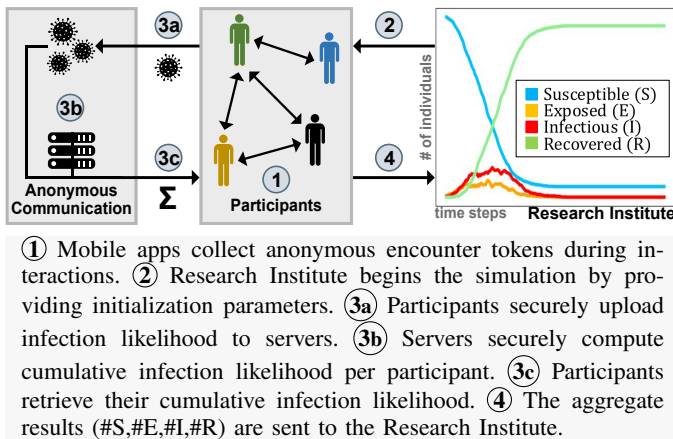 3a
2
3b
3c
Σ
1
4
Anonymous
Communication
Participants
# of individuals
Susceptible (S)
Exposed (E)
Infectious (I)
Recovered (R)
time steps
Research Institute
1 Mobile apps collect anonymous encounter tokens during in-
teractions. 2 Research Institute begins the simulation by pro-
viding initialization parameters. 3a Participants securely upload
infection likelihood to servers. 3b Servers securely compute
cumulative infection likelihood per participant. 3c Participants
retrieve their cumulative infection likelihood. 4 The aggregate
results (#S,#E,#I,#R) are sent to the Research Institute.